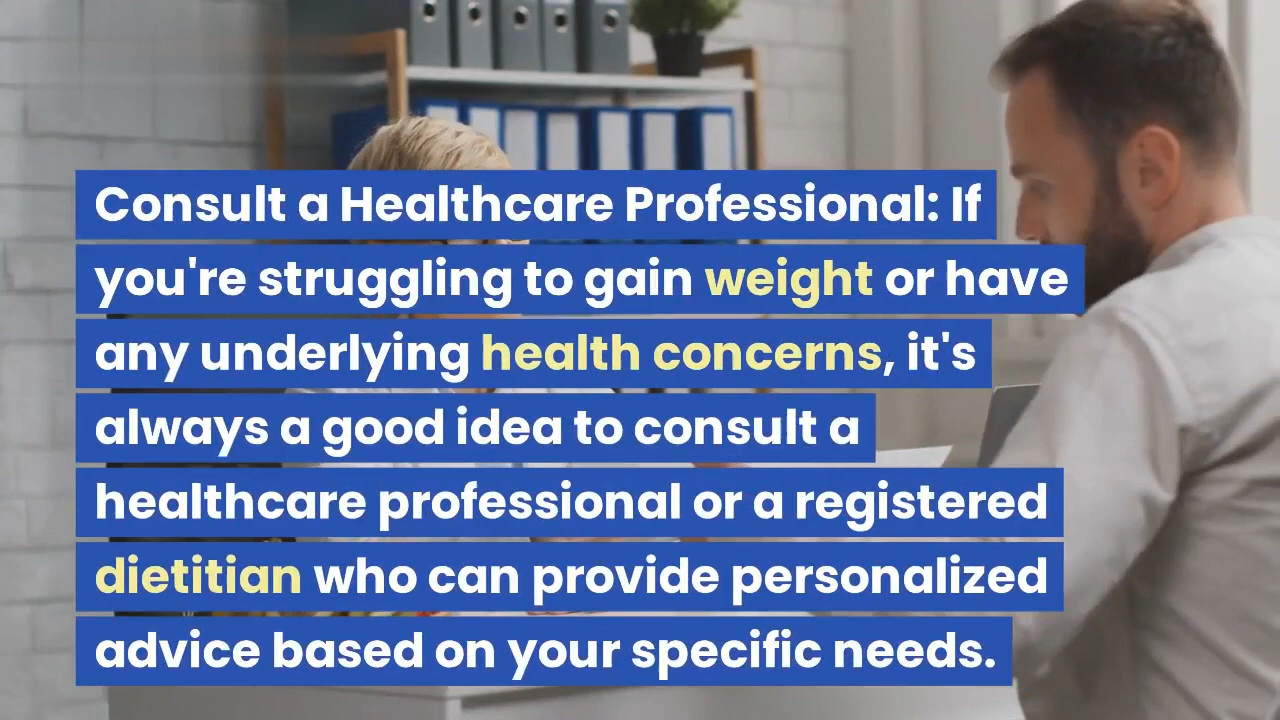 Consult a Healthcare Professional: If
you're struggling to gain weight or have
any underlying health concerns, it's
always a good idea to consult a
healthcare professional or a registered
dietitian who can provide personalized
advice based on your specific needs.